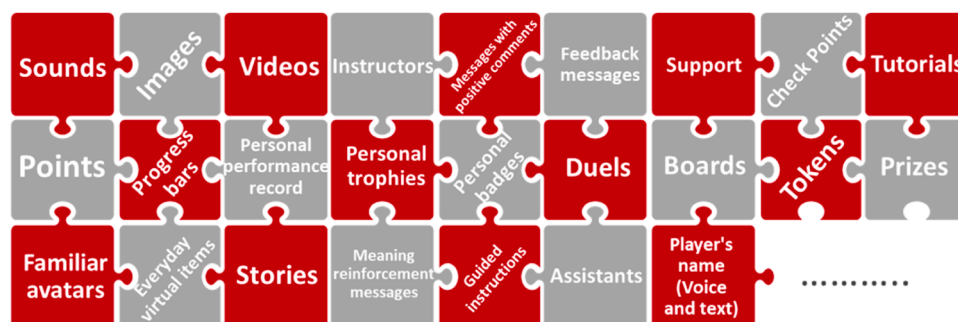 Sounds
Images
Videos
Instructors
Messages with
positive comments
Feedback
messages
Support
Check Points
Tutorials
Points
Progress
bars
Personal
performance
record
Personal
trophies
Personal
badges
Duels
Boards
Tokens
Prizes
Familiar
avatars
Everyday
virtual items
Stories
Meaning
reinforcement
messages
Guided
instructions
Assistants
Player's
name
(Voice
and text)
...........